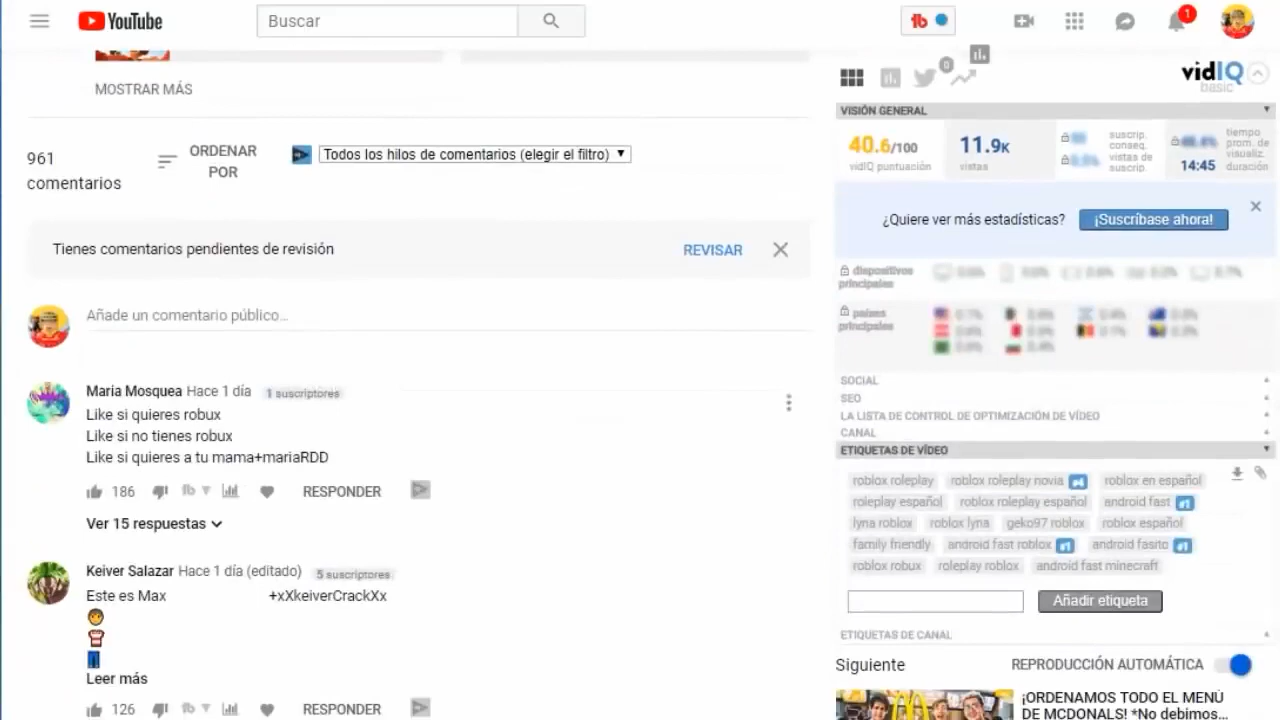 YouTube
Buscar
1
MOSTRAR MÁS
961
comentarios
ORDENAR
POR
Todos los hilos de comentarios (elegir el filtro)
Tienes comentarios pendientes de revisión
REVISAR
Añade un comentario público...
Maria Mosquea Hace 1 día 1 suscriptores
Like si quieres robux
Like si no tienes robux
Like si quieres a tu mama+mariaRDD
186
RESPONDER
Ver 15 respuestas
Keiver Salazar Hace 1 día (editado) 5 suscriptores
Este es Max +xXkeiverCrackXx
Leer más
126
RESPONDER
0
vidIQ
basic
VISIÓN GENERAL
40.6/100
vidIQ puntuación
11.9K
vistas
suscrip.
conseq.
vistas de
suscrip.
tiempo
prom. de
visualiz.
14:45 duración
¿Quiere ver más estadísticas? ¡Suscríbase ahora!
dispositivos
principales
países
principales
SOCIAL
SEO
LA LISTA DE CONTROL DE OPTIMIZACIÓN DE VÍDEO
CANAL
ETIQUETAS DE VÍDEO
roblox roleplay roblox roleplay novia #4 roblox en español
roleplay español roblox roleplay español android fast #1
lyna roblox roblox lyna geko97 roblox roblox español
family friendly android fast roblox #1 android fasito #1
roblox robux roleplay roblox android fast minecraft
Añadir etiqueta
ETIQUETAS DE CANAL
Siguiente REPRODUCCIÓN AUTOMÁTICA
¡ORDENAMOS TODO EL MENÚ
DE MCDONALS! *No debimos...